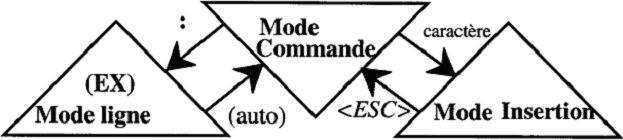 :
Mode
Commande
caractère
(EX)
Mode ligne
(auto)
<ESC>
Mode Insertion